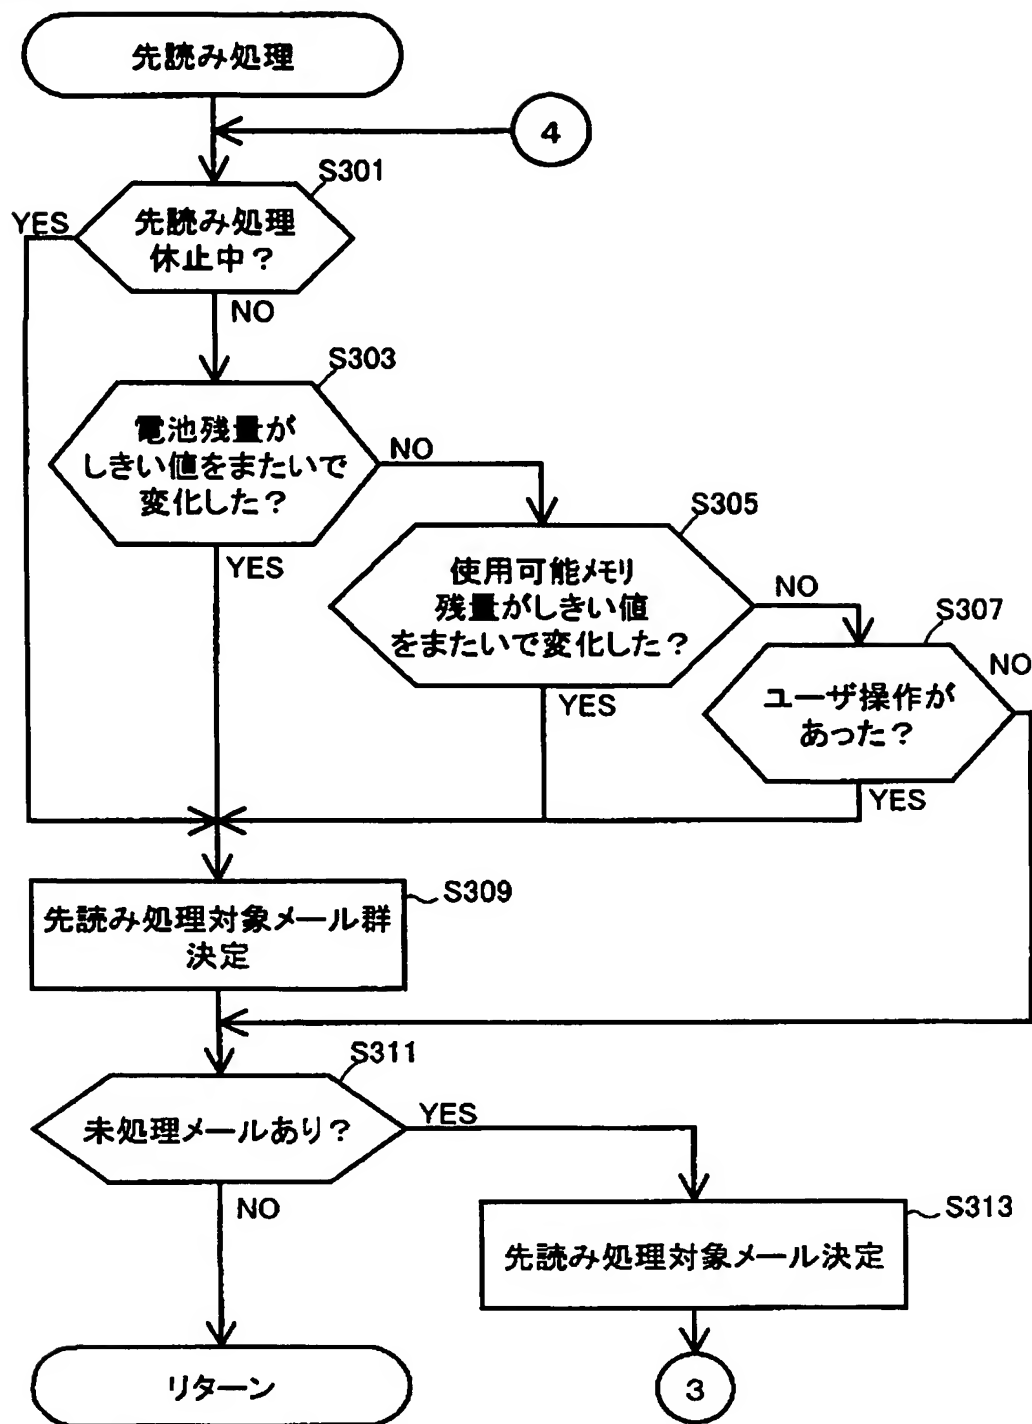 先読み処理
4
S301
YES
先読み処理
休止中?
NO
S303
電池残量が
しきい値をまたいで
変化した?
NO
YES
S305
使用可能メモリ
残量がしきい値
をまたいで変化した?
NO
YES
S307
NO
ユーザ操作が
あった?
YES
S309
先読み処理対象メール群
決定
S311
未処理メールあり?
YES
NO
S313
先読み処理対象メール決定
リターン
3